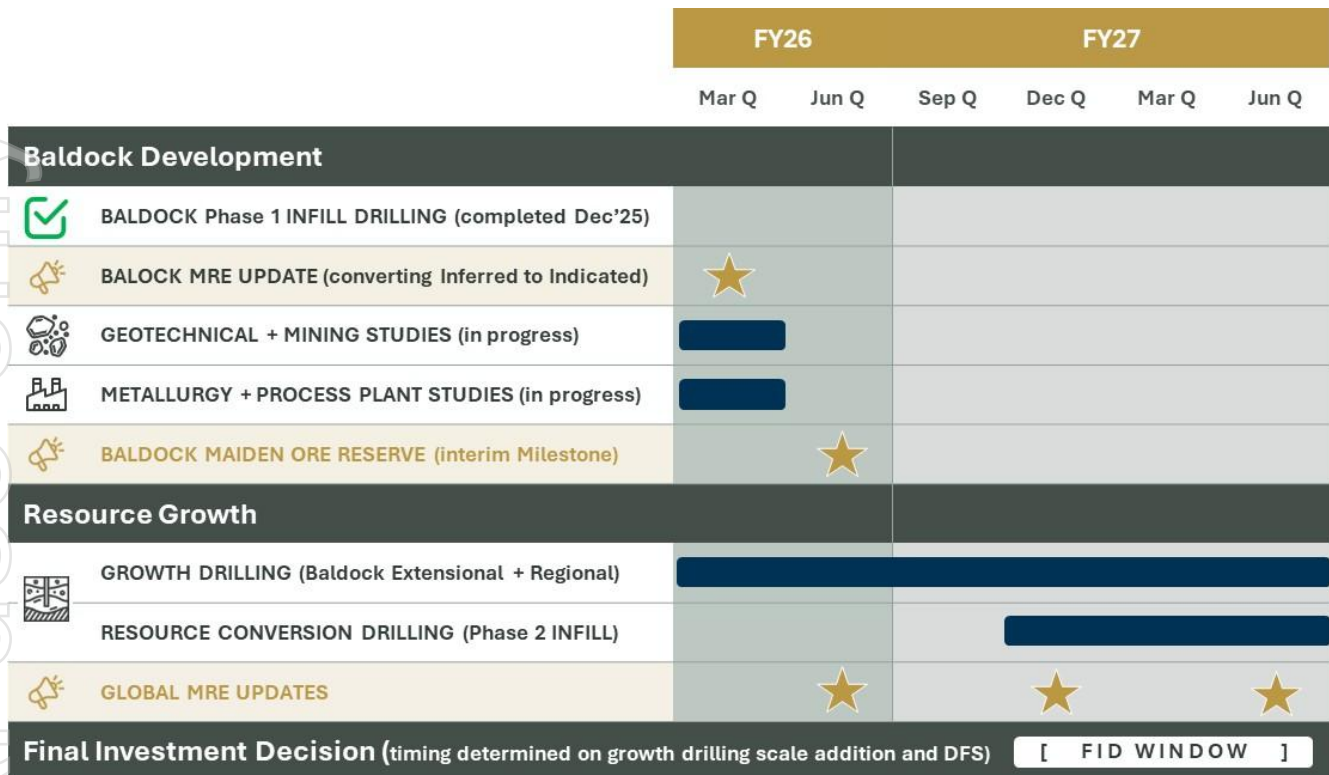 FY26 FY27
Mar Q Jun Q Sep Q Dec Q Mar Q Jun Q
Baldock Development
BALDOCK Phase 1 INFILL DRILLING (completed Dec'25)
BALOCK MRE UPDATE (converting Inferred to Indicated)
GEOTECHNICAL + MINING STUDIES (in progress)
METALLURGY + PROCESS PLANT STUDIES (in progress)
BALDOCK MAIDEN ORE RESERVE (interim Milestone)
Resource Growth
GROWTH DRILLING (Baldock Extensional + Regional)
RESOURCE CONVERSION DRILLING (Phase 2 INFILL)
GLOBAL MRE UPDATES
Final Investment Decision (timing determined on growth drilling scale addition and DFS) [ FID WINDOW ]